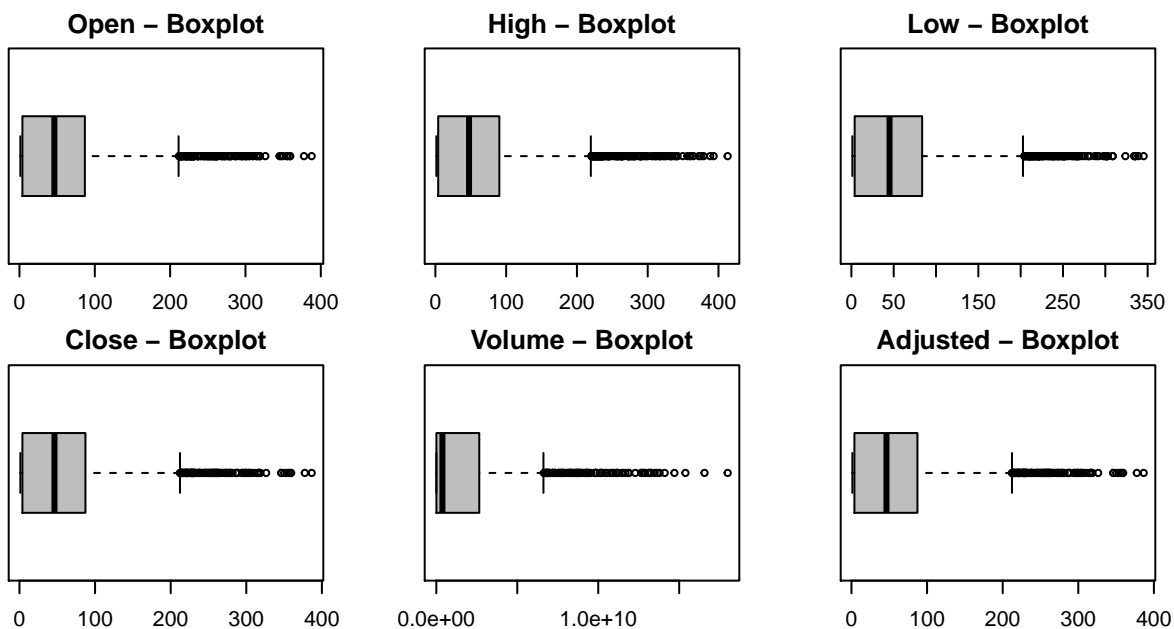 Open – Boxplot
High – Boxplot
Low – Boxplot
0 100 200 300 400
0 100 200 300 400
0 50 150 250 350
Close – Boxplot
Volume – Boxplot
Adjusted – Boxplot
0 100 200 300 400
0.0e+00 1.0e+10
0 100 200 300 400